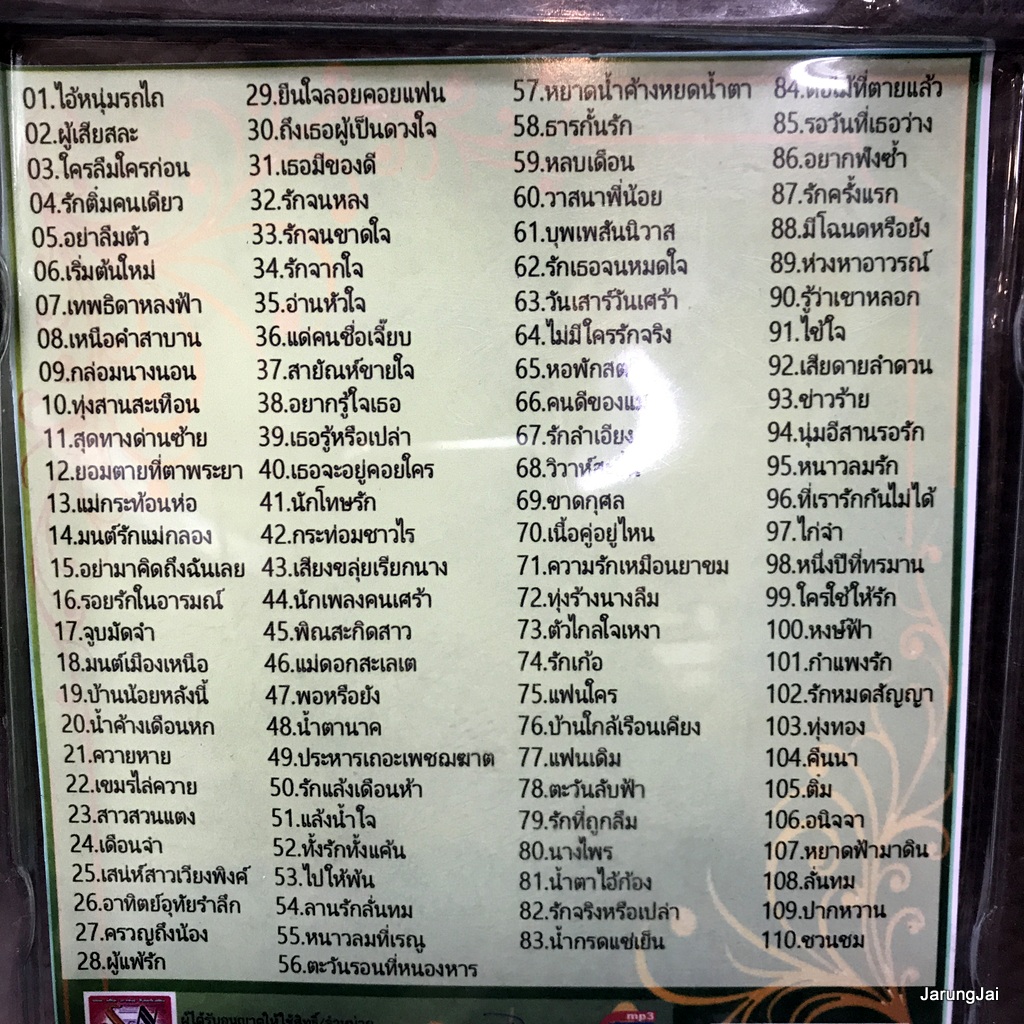 01.ไอ้หนุ่มรถไถ
02.ผู้เสียสละ
03.ใครลืมใครก่อน
04.รักติ๋มคนเดียว
05.อย่าลืมตัว
06.เริ่มต้นใหม่
07.เทพธิดาหลงฟ้า
08.เหนือคำสาบาน
09.กล่อมนางนอน
10.ทุ่งสานสะเทือน
11.สุดทางด่านซ้าย
12.ยอมตายที่ตาพระยา
13.แม่กระท้อนห่อ
14.มนต์รักแม่กลอง
15.อย่ามาคิดถึงฉันเลย
16.รอยรักในอารมณ์
17.จูบมัดจำ
18.มนต์เมืองเหนือ
19.บ้านน้อยหลังนี้
20.น้ำค้างเดือนหก
21.ควายหาย
22.เขมรไล่ควาย
23.สาวสวนแตง
24.เดือนจำ
25.เสน่ห์สาวเวียงพิงค์
26.อาทิตย์อุทัยรำลึก
27.ครวญถึงน้อง
28.ผู้แพ้รัก
29.ยืนใจลอยคอยแฟน
30.ถึงเธอผู้เป็นดวงใจ
31.เธอมีของดี
32.รักจนหลง
33.รักจนขาดใจ
34.รักจากใจ
35.อ่านหัวใจ
36.แด่คนชื่อเจี๊ยบ
37.สายัณห์ขายใจ
38.อยากรู้ใจเธอ
39.เธอรู้หรือเปล่า
40.เธอจะอยู่คอยใคร
41.นักโทษรัก
42.กระท่อมชาวไร
43.เสียงขลุ่ยเรียกนาง
44.นักเพลงคนเศร้า
45.พิณสะกิดสาว
46.แม่ดอกสะเลเต
47.พอหรือยัง
48.น้ำตานาค
49.ประหารเถอะเพชฌฆาต
50.รักแล้งเดือนห้า
51.แล้งน้ำใจ
52.ทั้งรักทั้งแค้น
53.ไปให้พ้น
54.ลานรักลั่นทม
55.หนาวลมที่เรณู
56.ตะวันรอนที่หนองหาร
57.หยาดน้ำค้างหยดน้ำตา
58.ธารกั้นรัก
59.หลบเดือน
60.วาสนาพี่น้อย
61.บุพเพสันนิวาส
62.รักเธอจนหมดใจ
63.วันเสาร์วันเศร้า
64.ไม่มีใครรักจริง
65.หอพักสต
66.คนดีของแม่
67.รักลำเอียง
68.วิวาห์
69.ขาดกุศล
70.เนื้อคู่อยู่ไหน
71.ความรักเหมือนยาขม
72.ทุ่งร้างนางลืม
73.ตัวไกลใจเหงา
74.รักเก้อ
75.แฟนใคร
76.บ้านใกล้เรือนเคียง
77.แฟนเดิม
78.ตะวันลับฟ้า
79.รักที่ถูกลืม
80.นางไพร
81.น้ำตาไอ้ก้อง
82.รักจริงหรือเปล่า
83.น้ำกรดแช่เย็น
84.ตอไม้ที่ตายแล้ว
85.รอวันที่เธอว่าง
86.อยากฟังซ้ำ
87.รักครั้งแรก
88.มีโฉนดหรือยัง
89.ห่วงหาอาวรณ์
90.รู้ว่าเขาหลอก
91.ไข้ใจ
92.เสียดายลำดวน
93.ข่าวร้าย
94.นุ่มอีสานรอรัก
95.หนาวลมรัก
96.ที่เรารักกันไม่ได้
97.ไก่จ๋า
98.หนึ่งปีที่ทรมาน
99.ใครใช้ให้รัก
100.หงษ์ฟ้า
101.กำแพงรัก
102.รักหมดสัญญา
103.ทุ่งทอง
104.คืนนา
105.ติ๋ม
106.อนิจจา
107.หยาดฟ้ามาดิน
108.ลั่นทม
109.ปากหวาน
110.ชวนชม
mp3
JarungJai